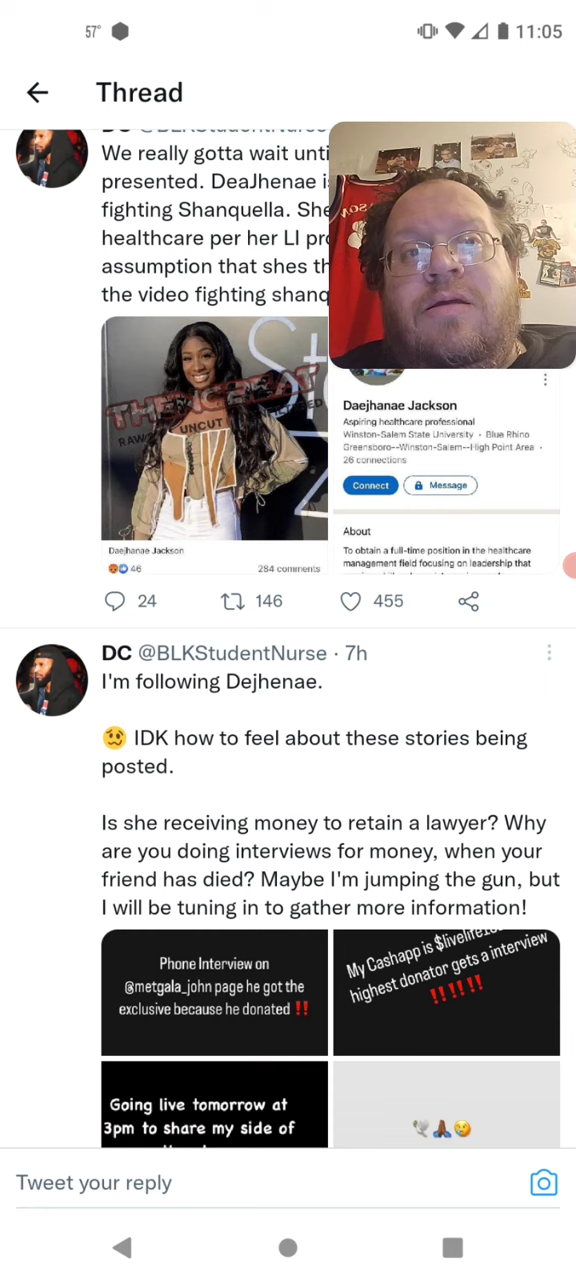 57°
11:05
Thread
We really gotta wait unti
presented. DeaJhenae i
fighting Shanquella. She
healthcare per her LI pro
assumption that shes th
the video fighting shanq
UNCUT
RAW
Daejhanae Jackson
46
284 comments
Daejhanae Jackson
Aspiring healthcare professional
Winston-Salem State University • Blue Rhino
Greensboro--Winston-Salem--High Point Area •
26 connections
Connect
Message
About
To obtain a full-time position in the healthcare
management field focusing on leadership that
24
146
455
DC @BLKStudentNurse · 7h
I'm following Dejhenae.
🥴 IDK how to feel about these stories being
posted.
Is she receiving money to retain a lawyer? Why
are you doing interviews for money, when your
friend has died? Maybe I'm jumping the gun, but
I will be tuning in to gather more information!
Phone Interview on
@metgala_john page he got the
exclusive because he donated ‼️
My Cashapp is
highest donator gets a interview
‼️‼️‼️
Going live tomorrow at
3pm to share my side of
🕊️🙏🏾😢
Tweet your reply